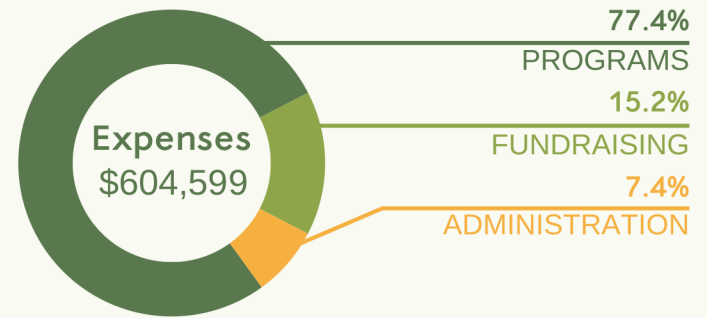 Expenses
$604,599
77.4%
PROGRAMS
15.2%
FUNDRAISING
7.4%
ADMINISTRATION